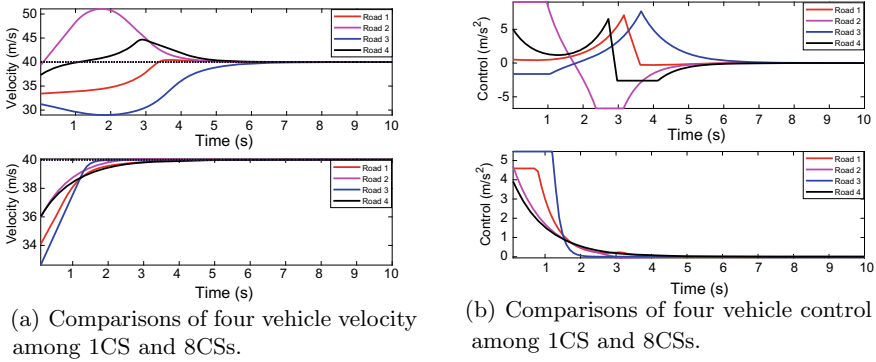 Velocity (m/s)
50
45
40
35
30
Road 1
Road 2
Road 3
Road 4
1 2 3 4 5 6 7 8 9 10
Time (s)
Velocity (m/s)
40
38
36
34
Road 1
Road 2
Road 3
Road 4
1 2 3 4 5 6 7 8 9 10
Time (s)
(a) Comparisons of four vehicle velocity
among 1CS and 8CSs.
Control (m/s²)
5
0
-5
Road 1
Road 2
Road 3
Road 4
1 2 3 4 5 6 7 8 9 10
Time (s)
Control (m/s²)
5
4
3
2
1
0
Road 1
Road 2
Road 3
Road 4
1 2 3 4 5 6 7 8 9 10
Time (s)
(b) Comparisons of four vehicle control
among 1CS and 8CSs.